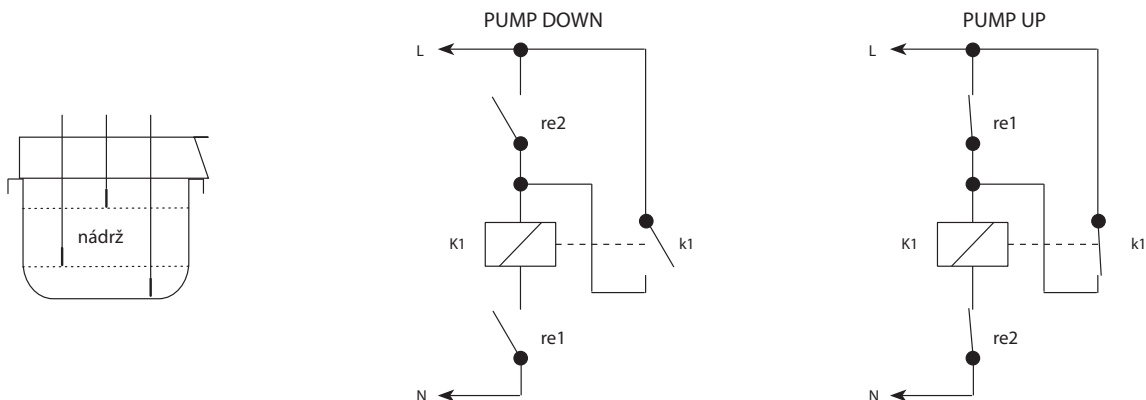 PUMP DOWN
L
re2
K1
k1
re1
N
PUMP UP
L
re1
K1
k1
re2
N
nádrž